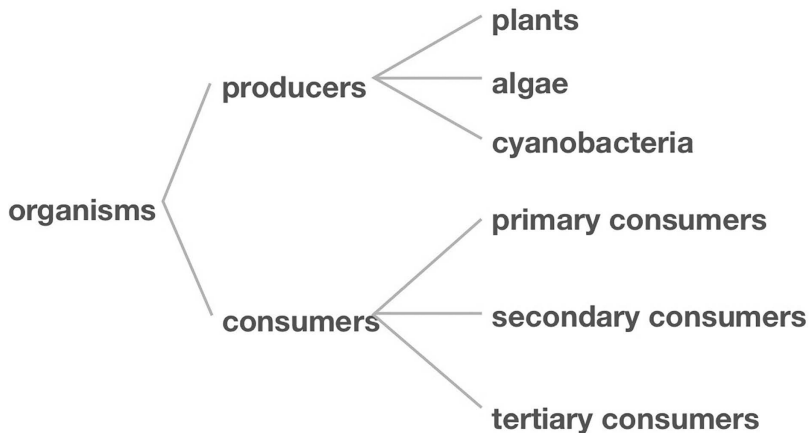 organisms
producers
plants
algae
cyanobacteria
consumers
primary consumers
secondary consumers
tertiary consumers